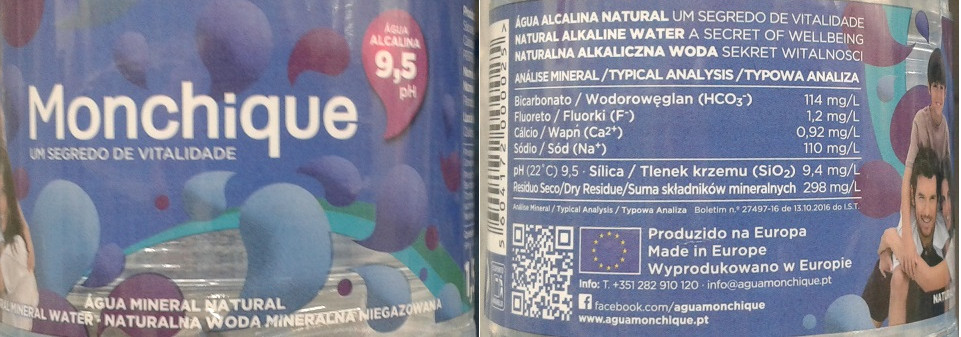 ÁGUA
ALCALINA
9,5
pH
Monchique
UM SEGREDO DE VITALIDADE
ÁGUA MINERAL NATURAL
MINERAL WATER - NATURALNA WODA MINERALNA NIEGAZOWANA
ÁGUA ALCALINA NATURAL UM SEGREDO DE VITALIDADE
NATURAL ALKALINE WATER A SECRET OF WELLBEING
NATURALNA ALKALICZNA WODA SEKRET WITALNOSCI
ANÁLISE MINERAL /TYPICAL ANALYSIS /TYPOWA ANALIZA
Bicarbonato / Wodorowęglan (HCO₃⁻) 114 mg/L
Fluoreto / Fluorki (F⁻) 1,2 mg/L
Cálcio / Wapń (Ca²⁺) 0,92 mg/L
Sódio / Sód (Na⁺) 110 mg/L
pH (22°C) 9,5 · Sílica / Tlenek krzemu (SiO₂) 9,4 mg/L
Resíduo Seco/Dry Residue/Suma składników mineralnych 298 mg/L
Análise Mineral / Typical Analysis / Typowa Analiza Boletim n.º 27497-16 de 13.10.2016 do I.S.T.
5 604172 000025
Produzido na Europa
Made in Europe
Wyprodukowano w Europie
Info: T. +351 282 910 120 · info@aguamonchique.pt
facebook.com/aguamonchique
www.aguamonchique.pt